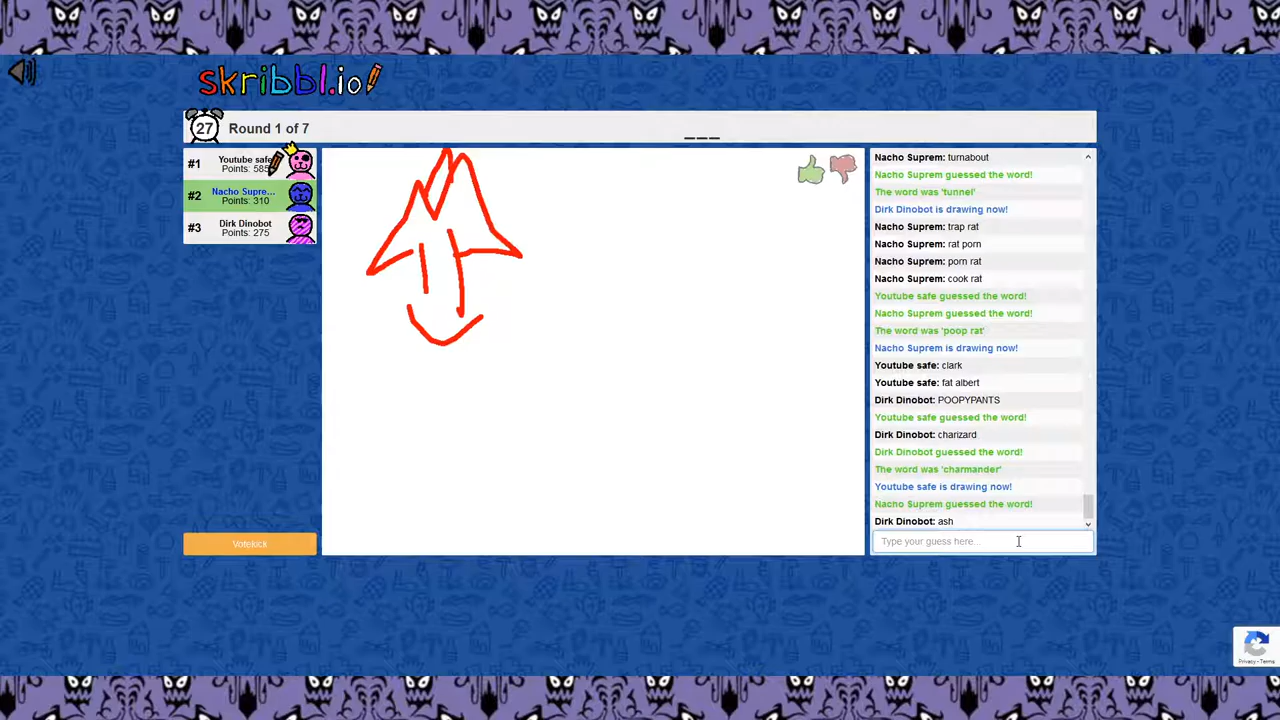 skribbl.io
27
Round 1 of 7
_ _ _
#1
Youtube safe
Points: 585
#2
Nacho Supre...
Points: 310
#3
Dirk Dinobot
Points: 275
Votekick
Nacho Suprem: turnabout
Nacho Suprem guessed the word!
The word was 'tunnel'
Dirk Dinobot is drawing now!
Nacho Suprem: trap rat
Nacho Suprem: rat porn
Nacho Suprem: porn rat
Nacho Suprem: cook rat
Youtube safe guessed the word!
Nacho Suprem guessed the word!
The word was 'poop rat'
Nacho Suprem is drawing now!
Youtube safe: clark
Youtube safe: fat albert
Dirk Dinobot: POOPYPANTS
Youtube safe guessed the word!
Dirk Dinobot: charizard
Dirk Dinobot guessed the word!
The word was 'charmander'
Youtube safe is drawing now!
Nacho Suprem guessed the word!
Dirk Dinobot: ash
Type your guess here...
Privacy - Terms